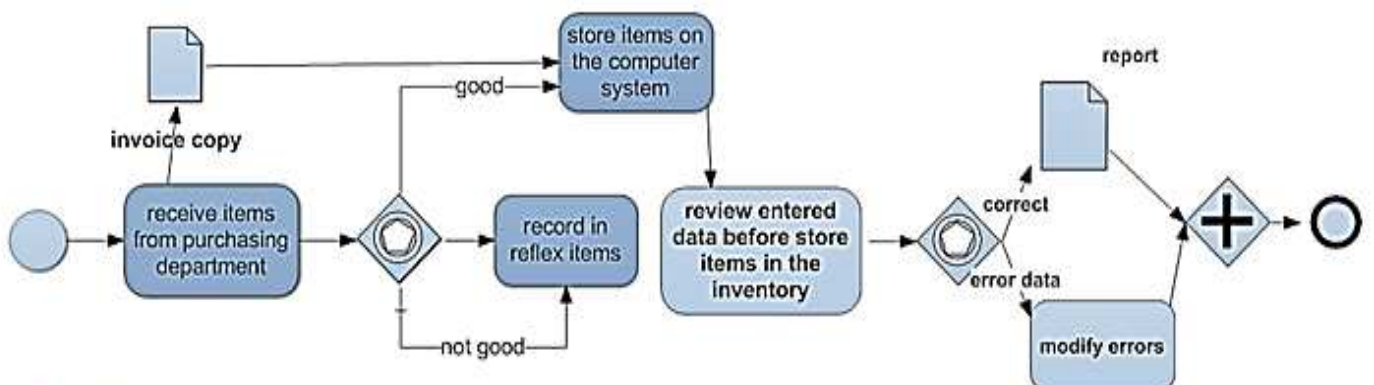 store items on
the computer
system
report
good
invoice copy
receive items
from purchasing
department
record in
reflex items
review entered
data before store
items in the
inventory
correct
error data
not good
modify errors